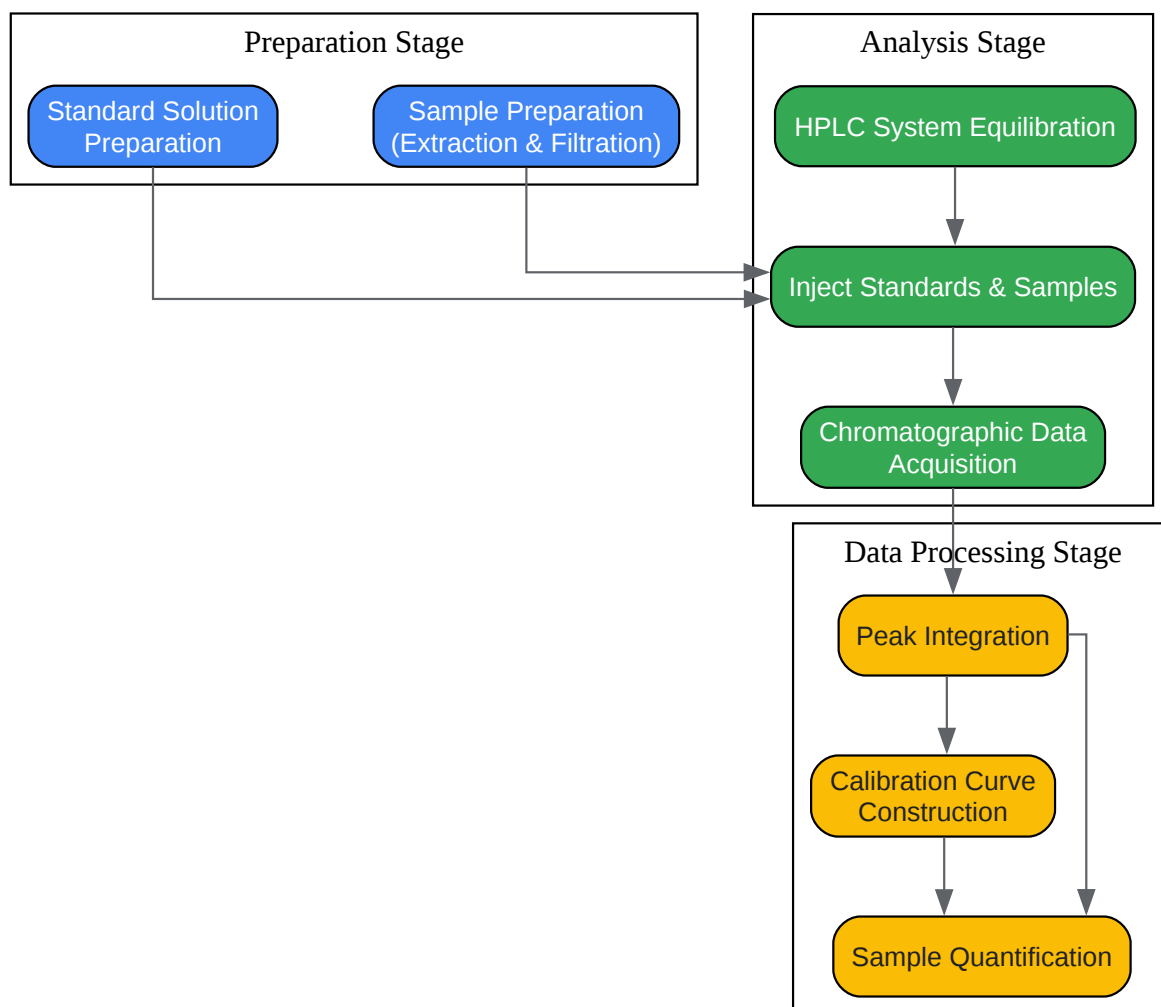 Preparation Stage
Standard Solution
Preparation
Sample Preparation
(Extraction & Filtration)
Analysis Stage
HPLC System Equilibration
Inject Standards & Samples
Chromatographic Data
Acquisition
Data Processing Stage
Peak Integration
Calibration Curve
Construction
Sample Quantification